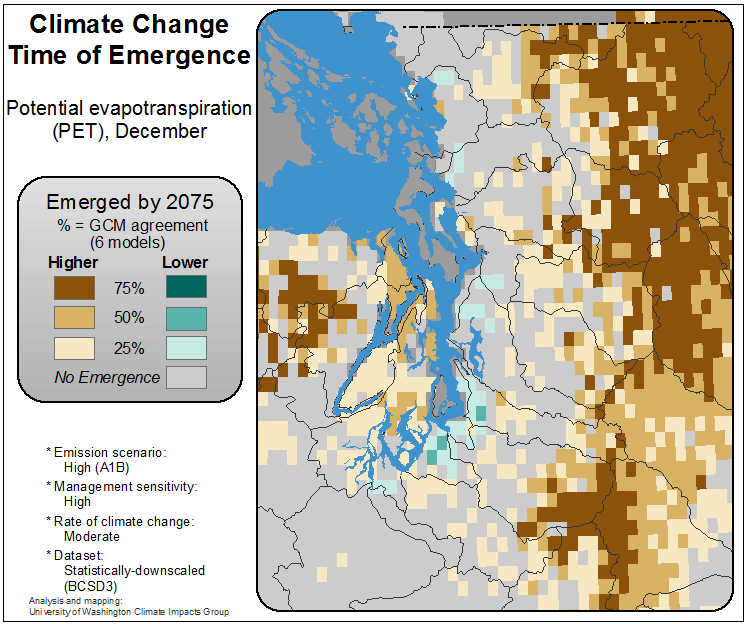 Climate Change
Time of Emergence
Potential evapotranspiration
(PET), December
Emerged by 2075
% = GCM agreement
(6 models)
Higher Lower
75%
50%
25%
No Emergence
* Emission scenario:
High (A1B)
* Management sensitivity:
High
* Rate of climate change:
Moderate
* Dataset:
Statistically-downscaled
(BCSD3)
Analysis and mapping:
University of Washington Climate Impacts Group